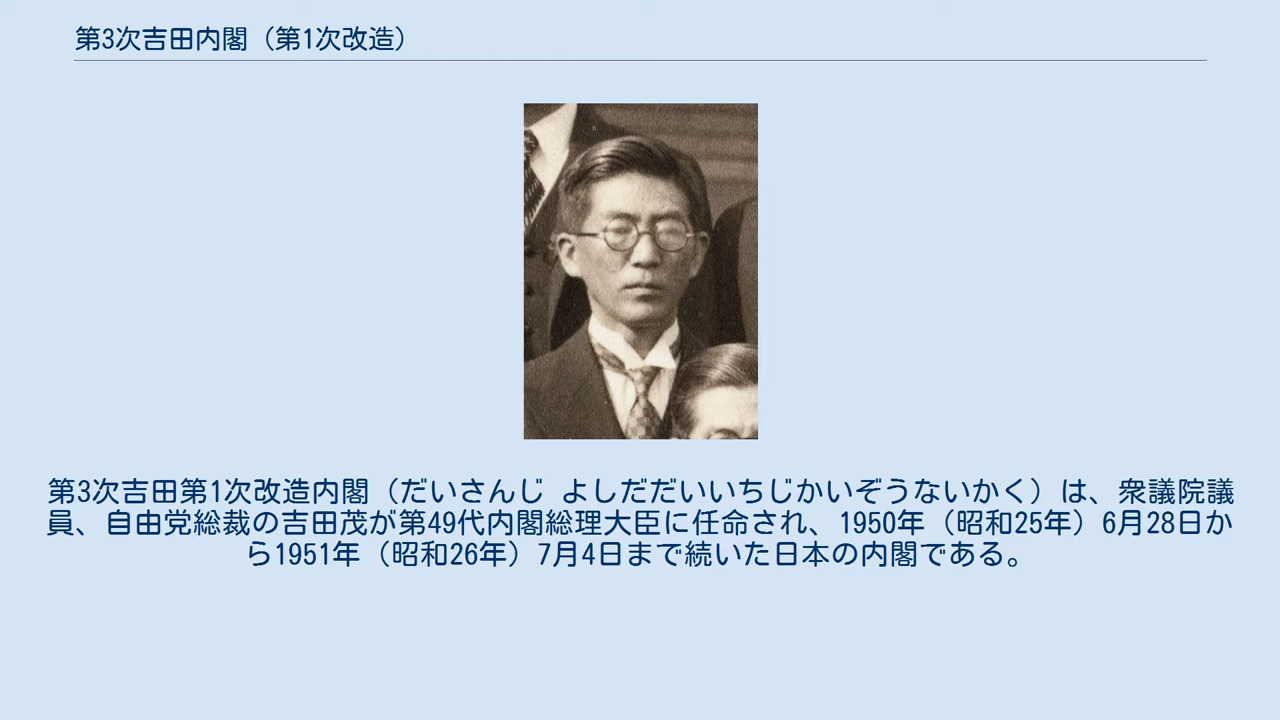 第3次吉田内閣（第1次改造）
第3次吉田第1次改造内閣（だいさんじ よしだだいいちじかいぞうないかく）は、衆議院議
員、自由党総裁の吉田茂が第49代内閣総理大臣に任命され、1950年（昭和25年）6月28日か
ら1951年（昭和26年）7月4日まで続いた日本の内閣である。